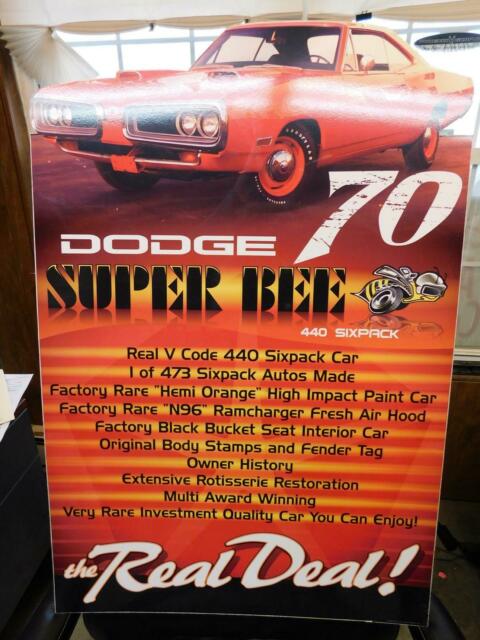 70
DODGE
SUPER BEE
440 SIXPACK
Real V Code 440 Sixpack Car
1 of 473 Sixpack Autos Made
Factory Rare "Hemi Orange" High Impact Paint Car
Factory Rare "N96" Ramcharger Fresh Air Hood
Factory Black Bucket Seat Interior Car
Original Body Stamps and Fender Tag
Owner History
Extensive Rotisserie Restoration
Multi Award Winning
Very Rare Investment Quality Car You Can Enjoy!
the Real Deal!